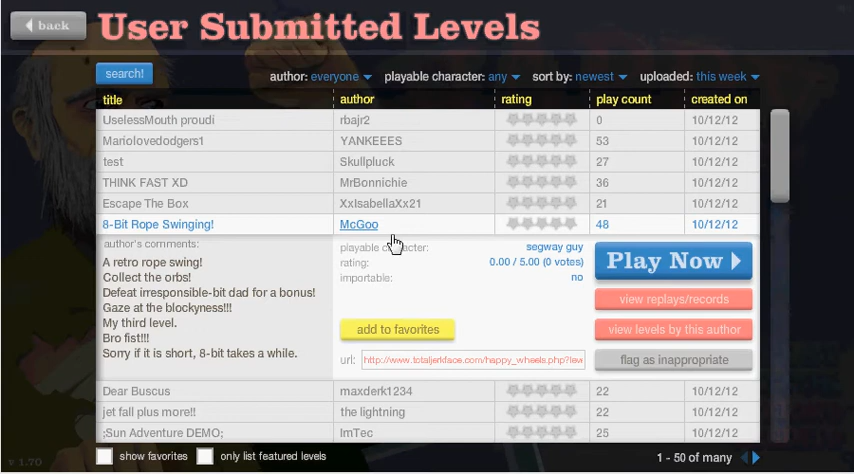 back
User Submitted Levels
search!
author: everyone playable character: any sort by: newest uploaded: this week
title author rating play count created on
UselessMouth proudi rbajr2 0 10/12/12
Mariolovedodgers1 YANKEEES 53 10/12/12
test Skullpluck 27 10/12/12
THINK FAST XD MrBonnichie 36 10/12/12
Escape The Box XxIsabellaXx21 21 10/12/12
8-Bit Rope Swinging! McGoo 48 10/12/12
author's comments:
A retro rope swing!
Collect the orbs!
Defeat irresponsible-bit dad for a bonus!
Gaze at the blockyness!!!
My third level.
Bro fist!!!
Sorry if it is short, 8-bit takes a while.
playable character: segway guy
rating: 0.00 / 5.00 (0 votes)
importable: no
add to favorites
url: http://www.totaljerkface.com/happy_wheels.php?lev
Play Now
view replays/records
view levels by this author
flag as inappropriate
Dear Buscus maxderk1234 22 10/12/12
jet fall plus more!! the lightning 22 10/12/12
;Sun Adventure DEMO; ImTec 25 10/12/12
show favorites only list featured levels 1 - 50 of many
v 1.70